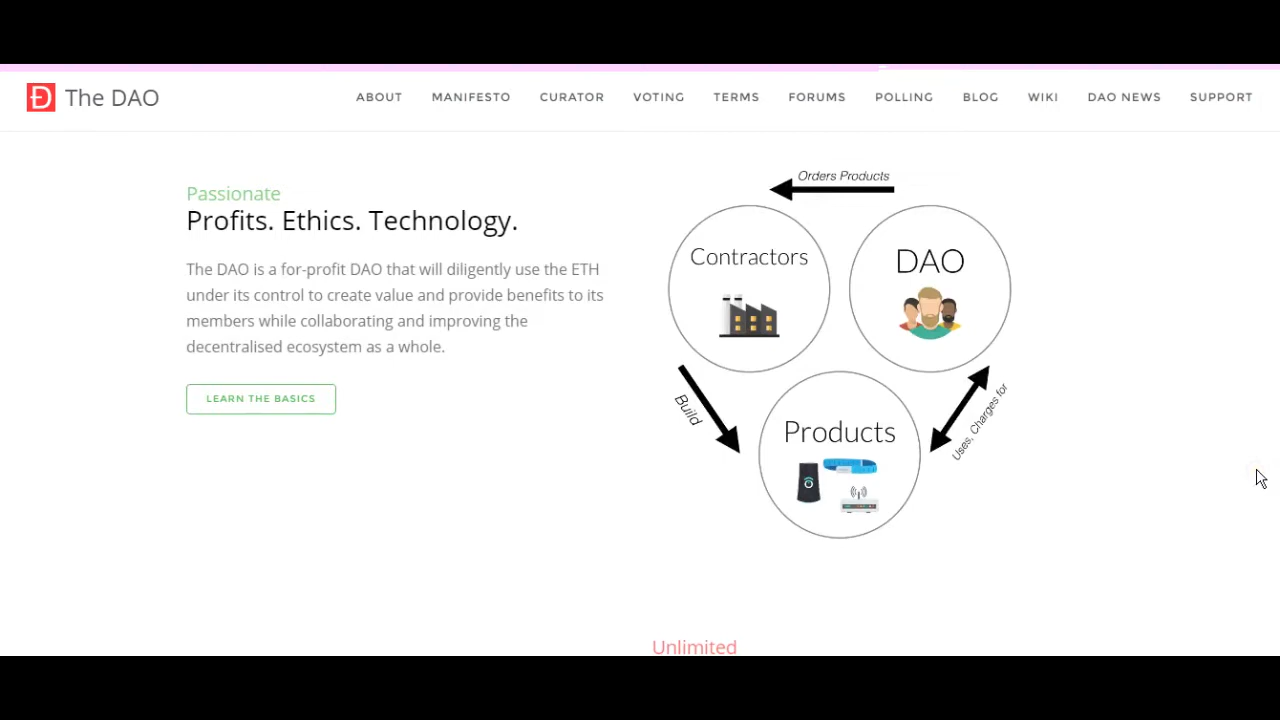 The DAO
ABOUT MANIFESTO CURATOR VOTING TERMS FORUMS POLLING BLOG WIKI DAO NEWS SUPPORT
Passionate
Profits. Ethics. Technology.
The DAO is a for-profit DAO that will diligently use the ETH
under its control to create value and provide benefits to its
members while collaborating and improving the
decentralised ecosystem as a whole.
LEARN THE BASICS
Orders Products
Contractors
DAO
Build
Uses, Charges for
Products
Unlimited